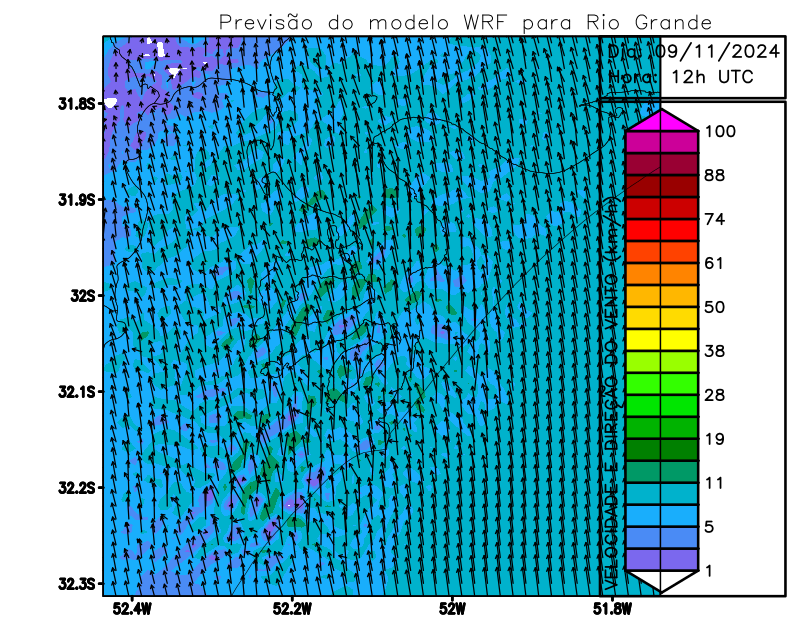 Previsão do modelo WRF para Rio Grande
Dia: 09/11/2024
Hora: 12h UTC
31.8S
31.9S
32S
32.1S
32.2S
32.3S
52.4W
52.2W
52W
51.8W
VELOCIDADE E DIREÇÃO DO VENTO (km/h)
100
88
74
61
50
38
28
19
11
5
1